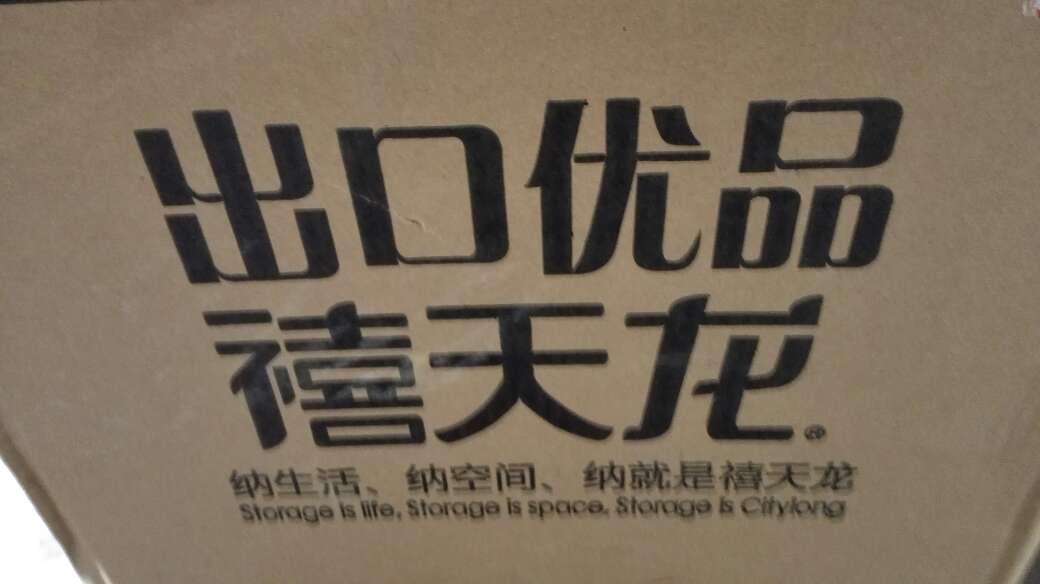 出口优品
禧天龙®
纳生活、纳空间、纳就是禧天龙
Storage is life, Storage is space, Storage is Citylong